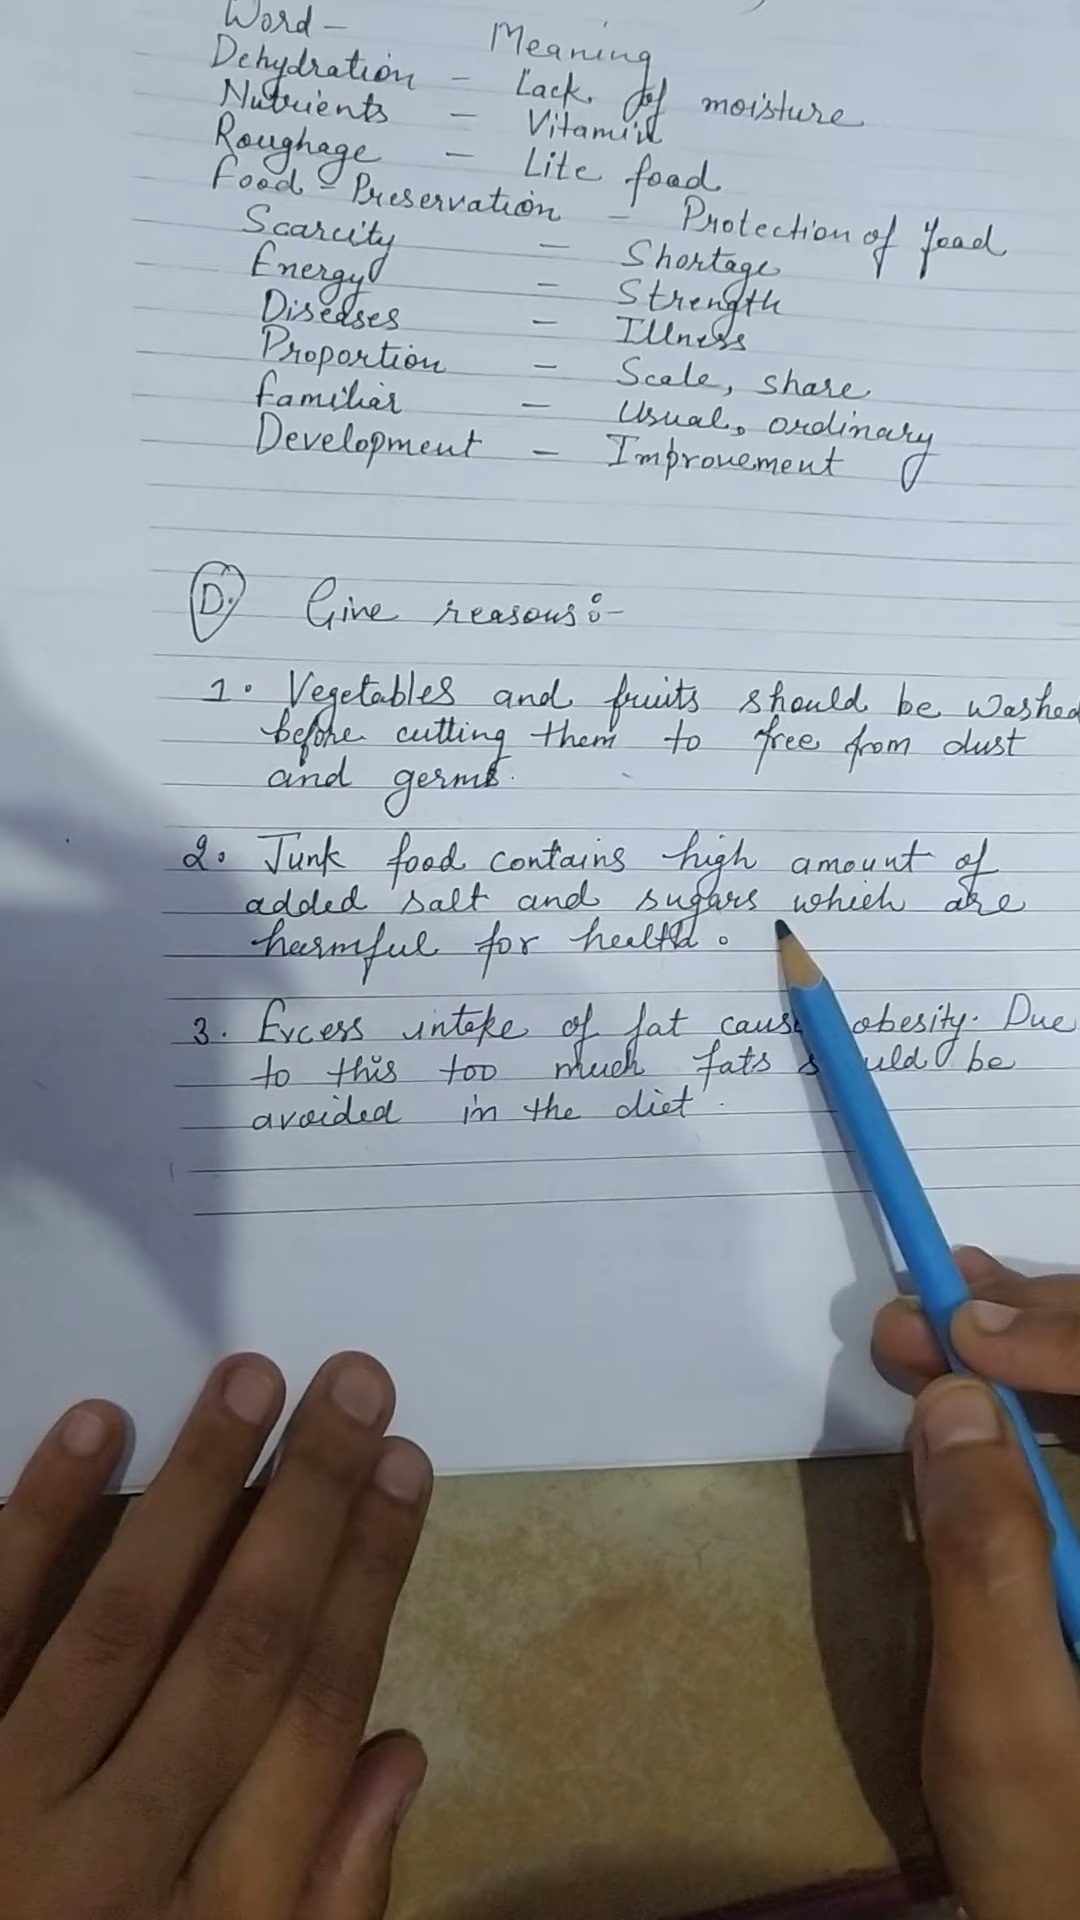 Word - Meaning
Dehydration - Lack of moisture
Nutrients - Vitamin
Roughage - Lite food
Food - Preservation - Protection of food
Scarcity - Shortage
Energy - Strength
Diseases - Illness
Proportion - Scale, share
familiar - Usual, ordinary
Development - Improvement
D. Give reasons :-
1. Vegetables and fruits should be washed
before cutting them to free from dust
and germs.
2. Junk food contains high amount of
added salt and sugars which are
harmful for health.
3. Excess intake of fat cause obesity. Due
to this too much fats should be
avoided in the diet.